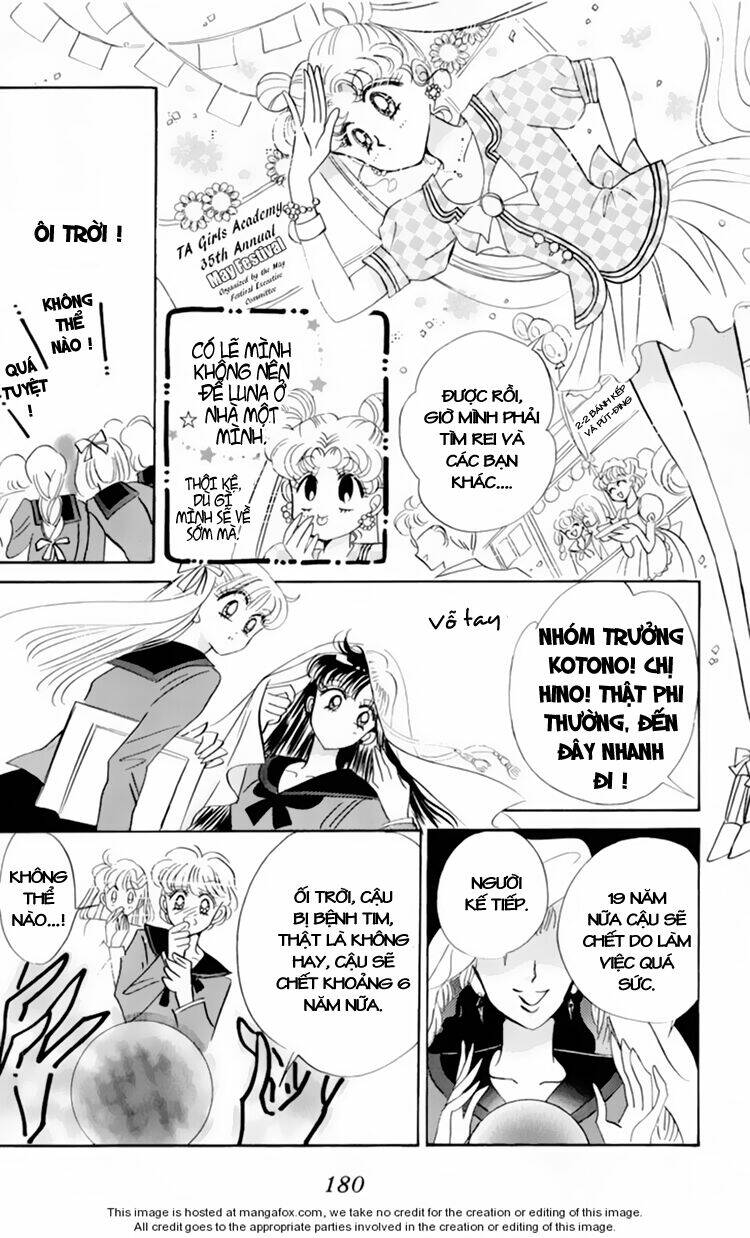 TA Girls Academy
35th Annual
May Festival
Organized by the May
Festival Executive
Committee
ĐƯỢC RỒI,
GIỜ MÌNH PHẢI
TÌM REI VÀ
CÁC BẠN
KHÁC....
2-2 BÁNH KẾP
VÀ PUT-ĐING
CÓ LẼ MÌNH
KHÔNG NÊN
ĐỂ LUNA Ở
NHÀ MỘT
MÌNH.
THÔI KỆ,
DÙ GÌ
MÌNH SẼ VỀ
SỚM MÀ.
ÔI TRỜI !
KHÔNG
THỂ
NÀO !
QUÁ
TUYỆT
!
NHÓM TRƯỞNG
KOTONO! CHỊ
HINO! THẬT PHI
THƯỜNG, ĐẾN
ĐÂY NHANH
ĐI !
Vỗ tay
19 NĂM
NỮA CẬU SẼ
CHẾT DO LÀM
VIỆC QUÁ
SỨC.
NGƯỜI
KẾ TIẾP.
ỐI TRỜI, CẬU
BỊ BỆNH TIM,
THẬT LÀ KHÔNG
HAY, CẬU SẼ
CHẾT KHOẢNG 6
NĂM NỮA.
KHÔNG
THỂ
NÀO...!
180
This image is hosted at mangafox.com, we take no credit for the creation or editing of this image.
All credit goes to the appropriate parties involved in the creation or editing of this image.